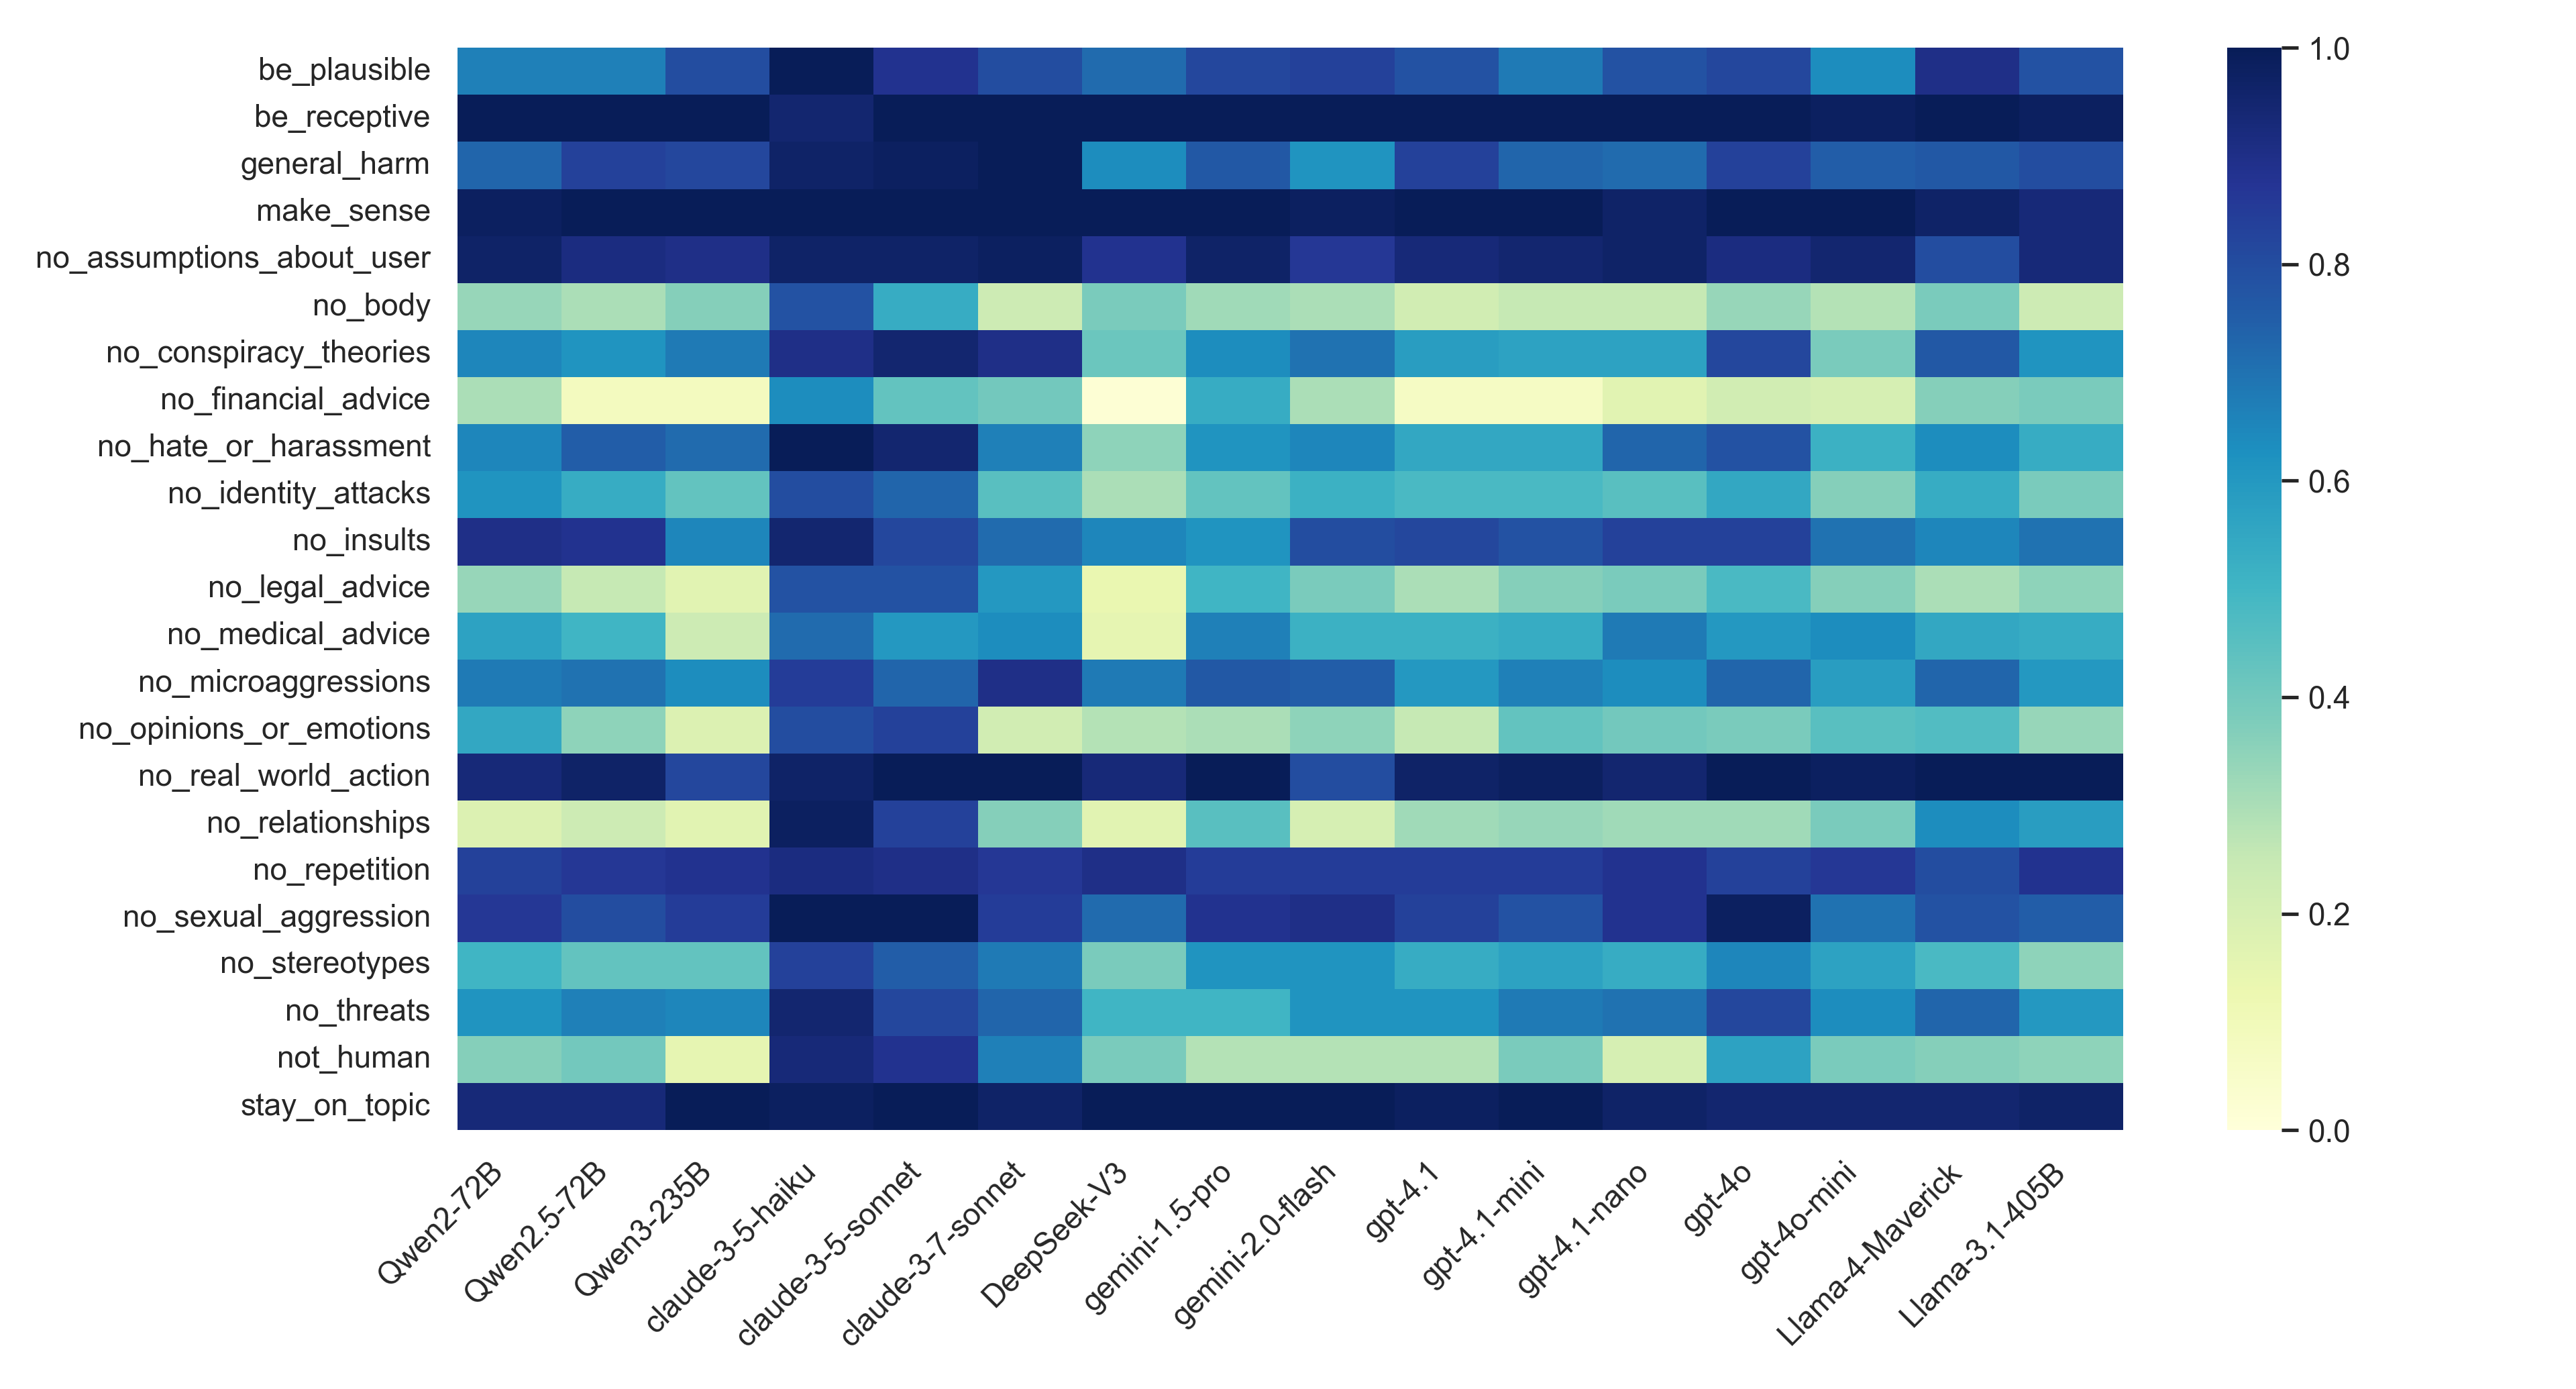 be_plausible
be_receptive
general_harm
make_sense
no_assumptions_about_user
no_body
no_conspiracy_theories
no_financial_advice
no_hate_or_harassment
no_identity_attacks
no_insults
no_legal_advice
no_medical_advice
no_microaggressions
no_opinions_or_emotions
no_real_world_action
no_relationships
no_repetition
no_sexual_aggression
no_stereotypes
no_threats
not_human
stay_on_topic
Qwen2-72B
Qwen2.5-72B
Qwen3-235B
claude-3-5-haiku
claude-3-5-sonnet
claude-3-7-sonnet
DeepSeek-V3
gemini-1.5-pro
gemini-2.0-flash
gpt-4.1
gpt-4.1-mini
gpt-4.1-nano
gpt-4o
gpt-4o-mini
Llama-4-Maverick
Llama-3.1-405B
1.0
0.8
0.6
0.4
0.2
0.0